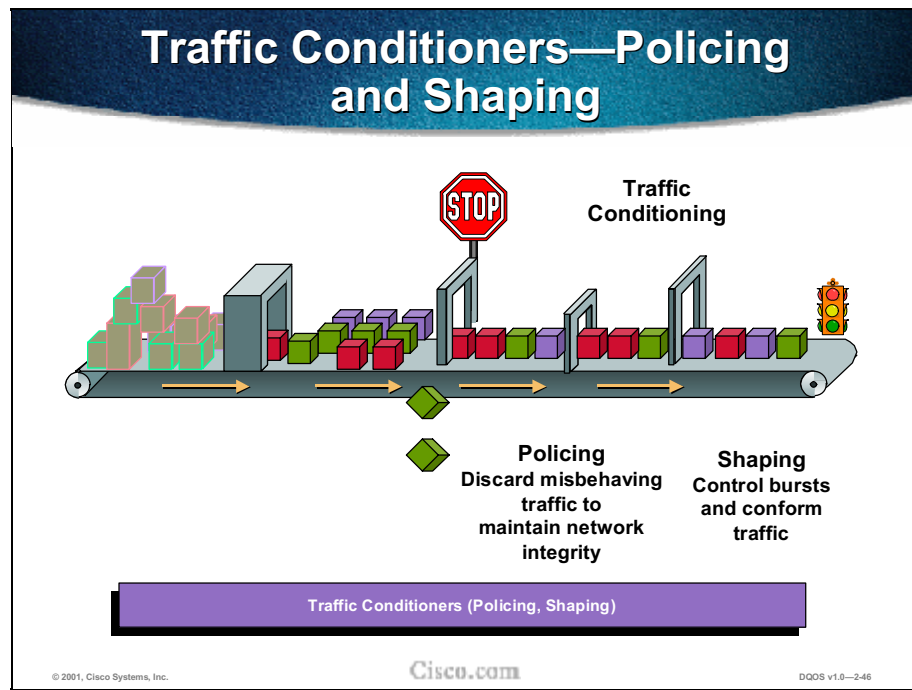 Traffic Conditioners—Policing
and Shaping
STOP
Traffic
Conditioning
Policing
Discard misbehaving
traffic to
maintain network
integrity
Shaping
Control bursts
and conform
traffic
Traffic Conditioners (Policing, Shaping)
© 2001, Cisco Systems, Inc.
Cisco.com
DQOS v1.0—2-46